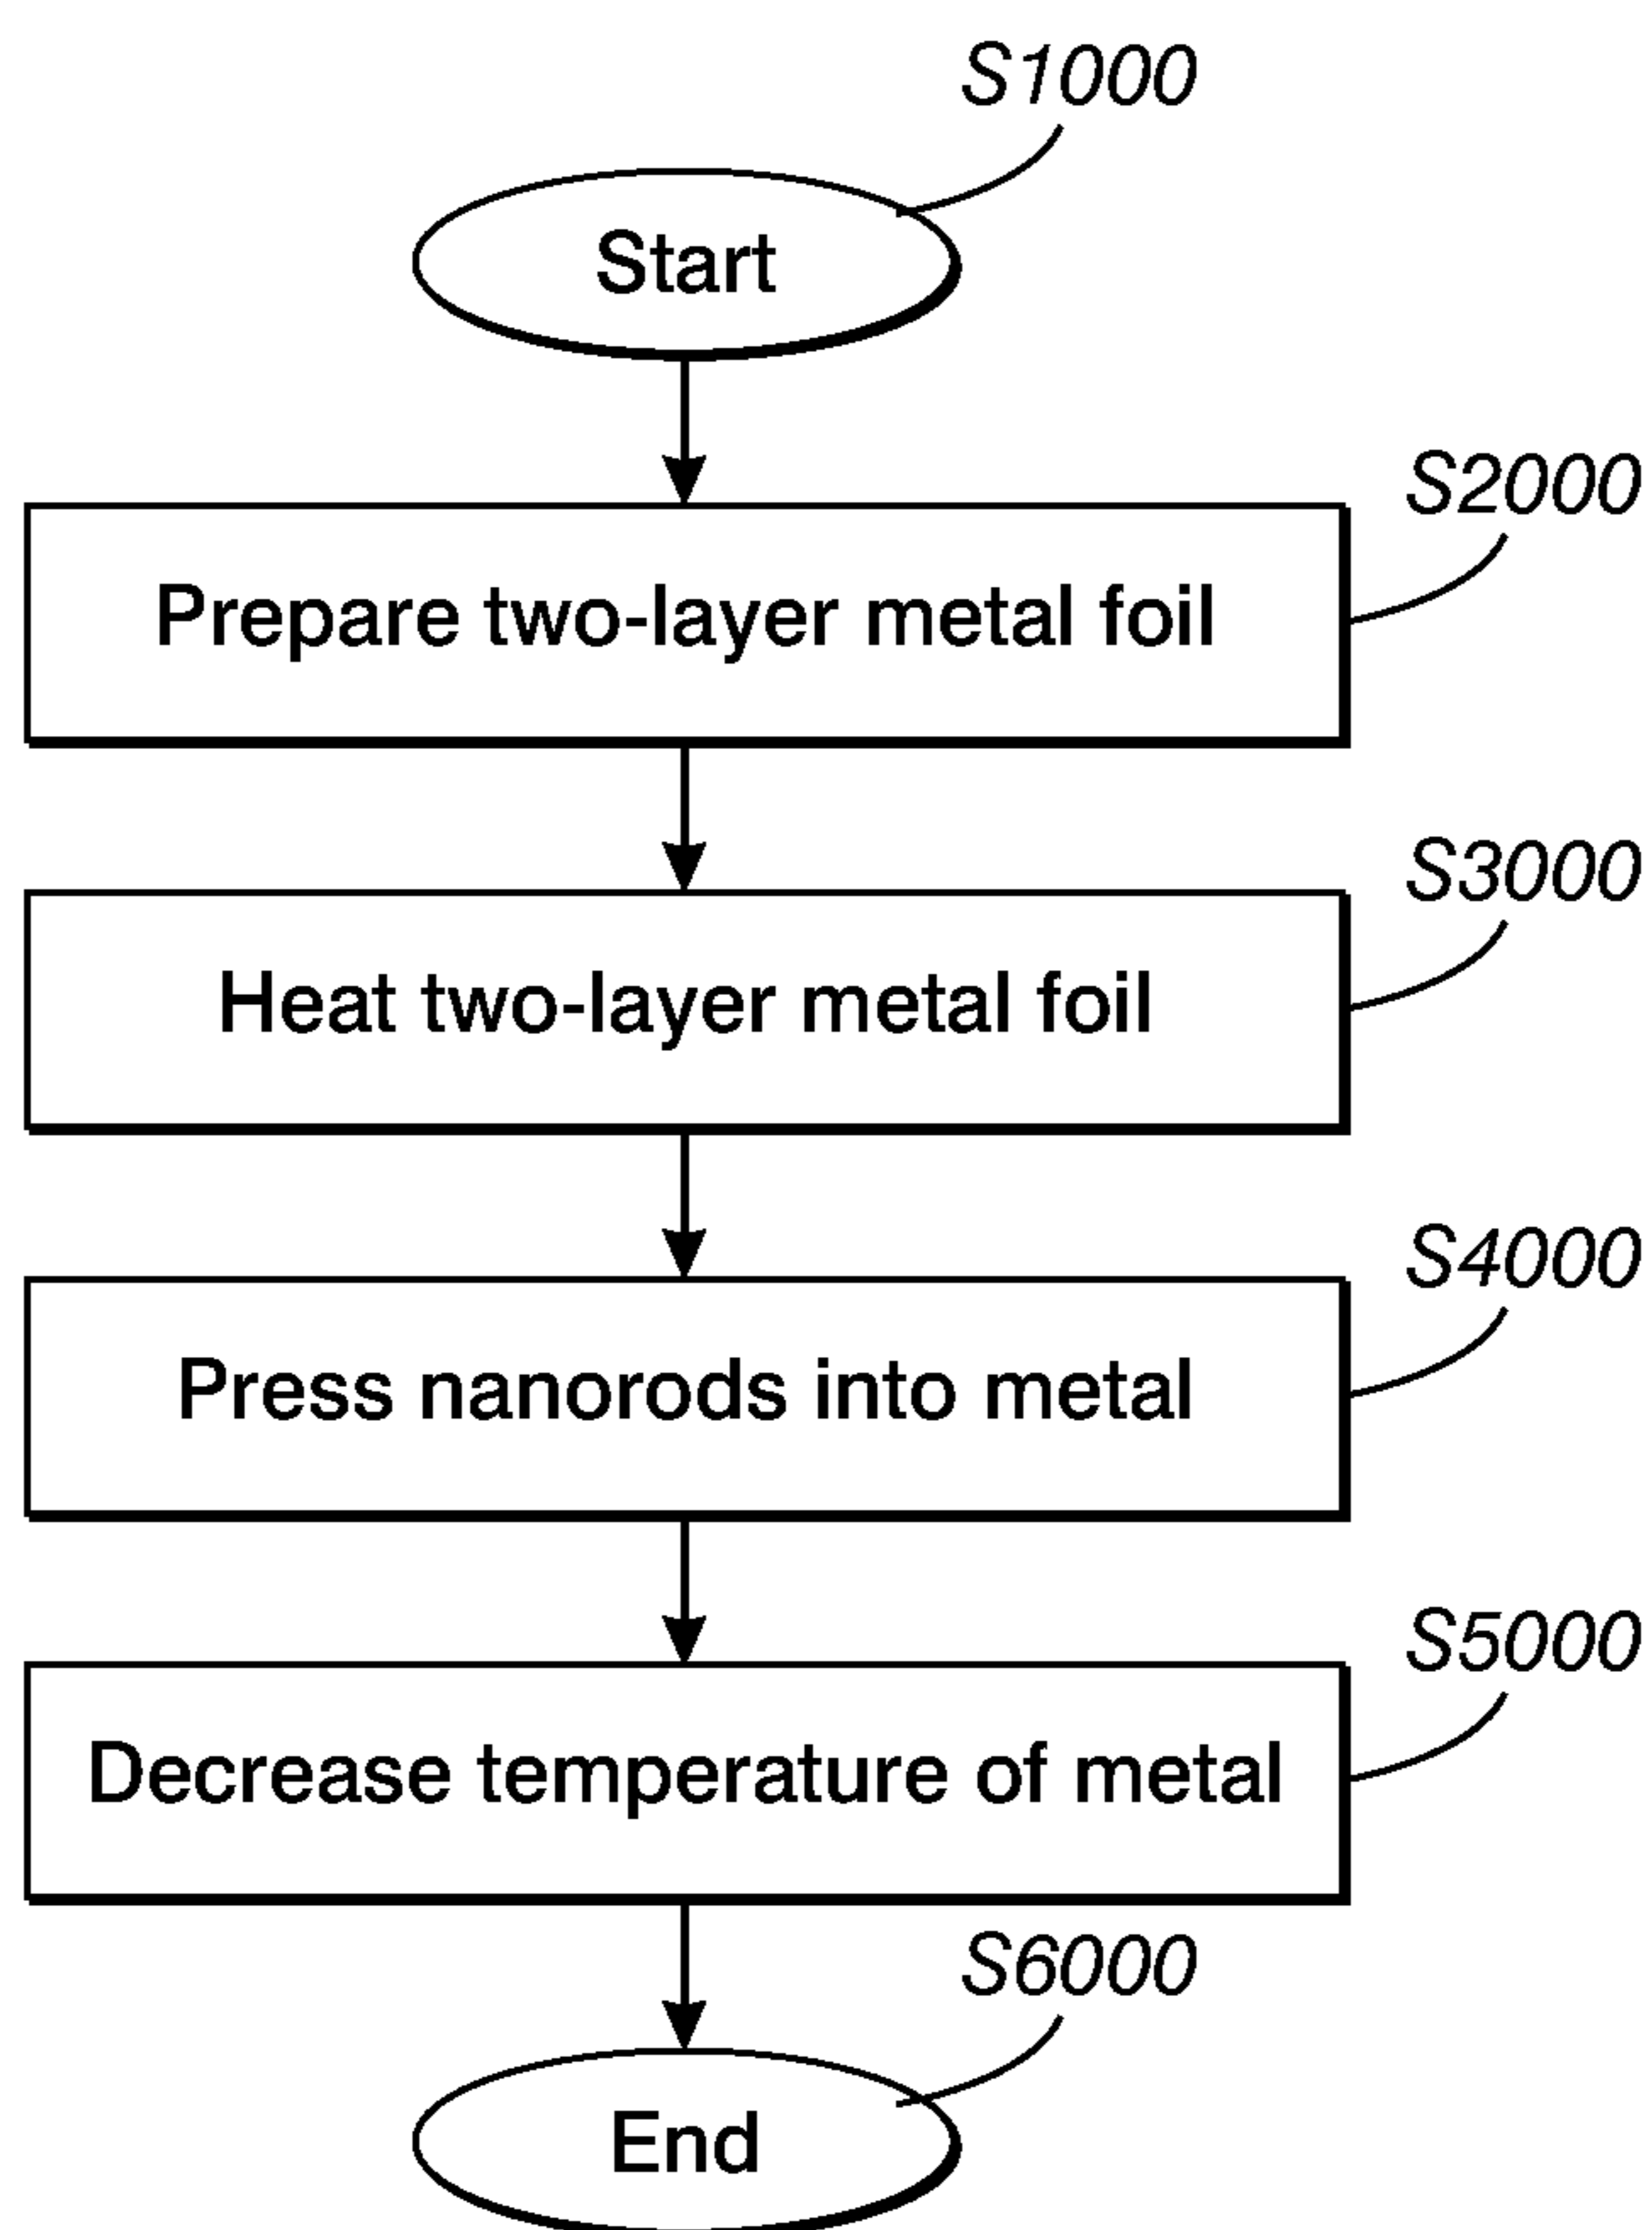 S1000
Start
S2000
Prepare two-layer metal foil
S3000
Heat two-layer metal foil
S4000
Press nanorods into metal
S5000
Decrease temperature of metal
S6000
End